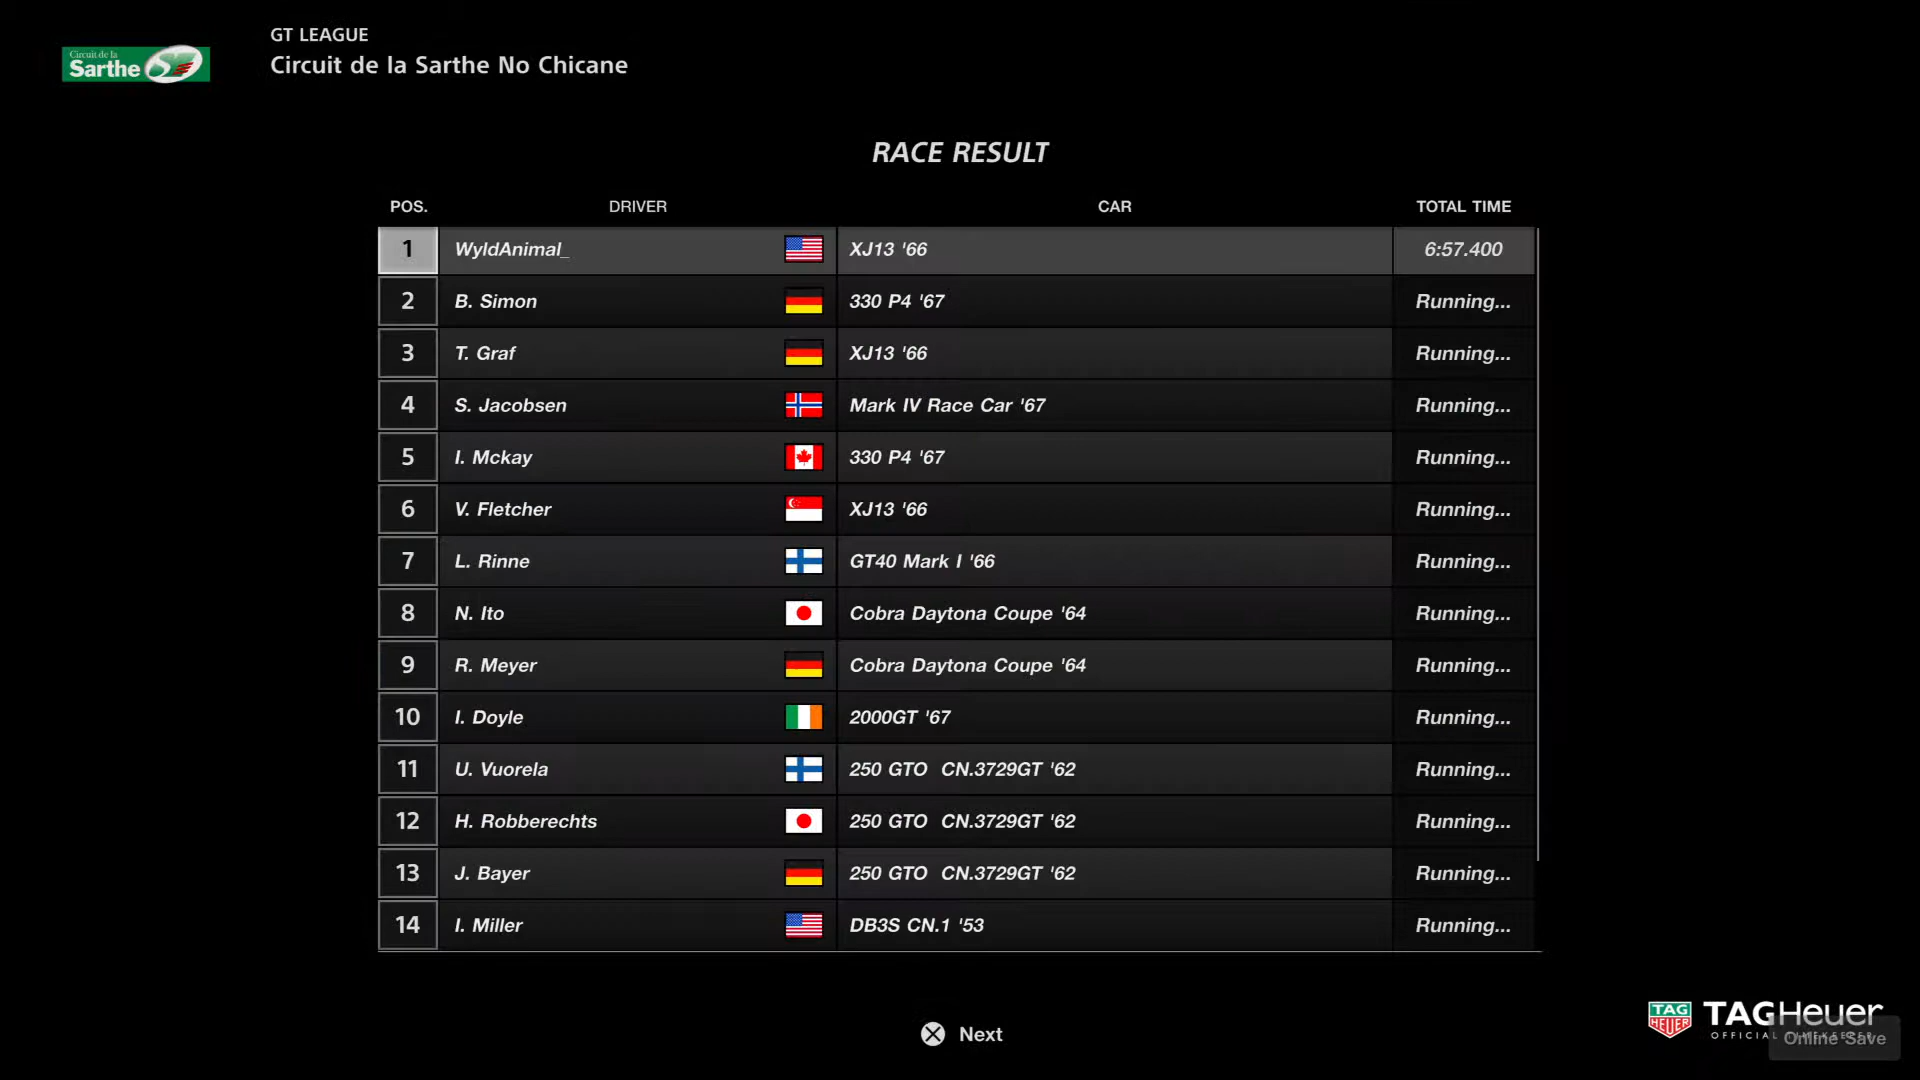 Circuit de la
Sarthe
GT LEAGUE
Circuit de la Sarthe No Chicane
RACE RESULT
POS. DRIVER CAR TOTAL TIME
1 WyldAnimal_ XJ13 '66 6:57.400
2 B. Simon 330 P4 '67 Running...
3 T. Graf XJ13 '66 Running...
4 S. Jacobsen Mark IV Race Car '67 Running...
5 I. Mckay 330 P4 '67 Running...
6 V. Fletcher XJ13 '66 Running...
7 L. Rinne GT40 Mark I '66 Running...
8 N. Ito Cobra Daytona Coupe '64 Running...
9 R. Meyer Cobra Daytona Coupe '64 Running...
10 I. Doyle 2000GT '67 Running...
11 U. Vuorela 250 GTO CN.3729GT '62 Running...
12 H. Robberechts 250 GTO CN.3729GT '62 Running...
13 J. Bayer 250 GTO CN.3729GT '62 Running...
14 I. Miller DB3S CN.1 '53 Running...
Next
TAG HEUER
TAGHeuer
OFFICIAL
Online Save